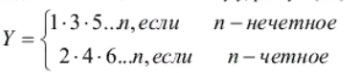 1·3·5..n, если n – нечетное
Y =
2·4·6...n, если n – четное